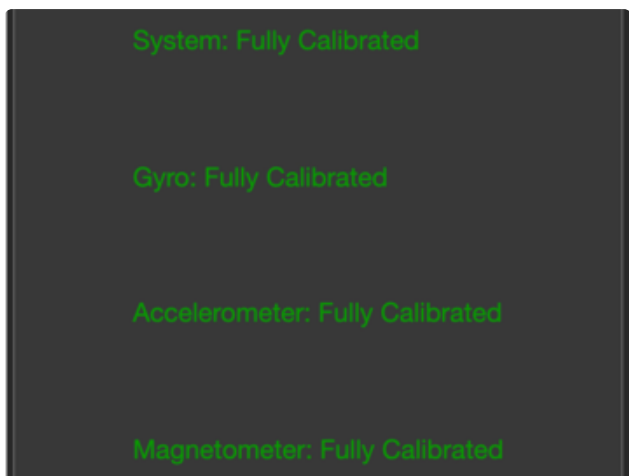 System: Fully Calibrated
Gyro: Fully Calibrated
Accelerometer: Fully Calibrated
Magnetometer: Fully Calibrated